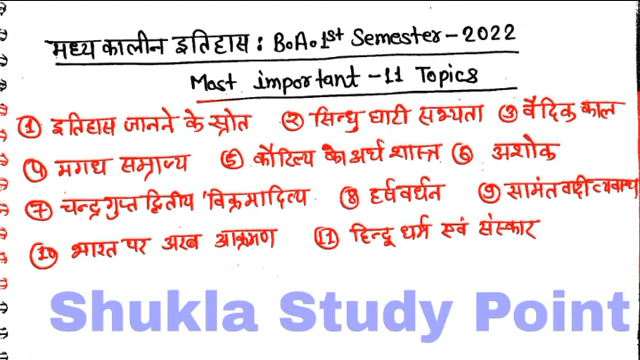 मध्य कालीन इतिहास : B.A. 1st Semester - 2022
Most important - 11 Topics
① इतिहास जानने के स्रोत ② सिन्धु घाटी सभ्यता ③ वैदिक काल
④ मगध सम्राज्य ⑤ कौटिल्य का अर्थ शास्त्र ⑥ अशोक
⑦ चन्द्रगुप्त द्वितीय 'विक्रमादित्य ⑧ हर्षवर्धन ⑨ सामंतवादी व्यवस्था
⑩ भारत पर अरब आक्रमण ⑪ हिन्दू धर्म एवं संस्कार
Shukla Study Point